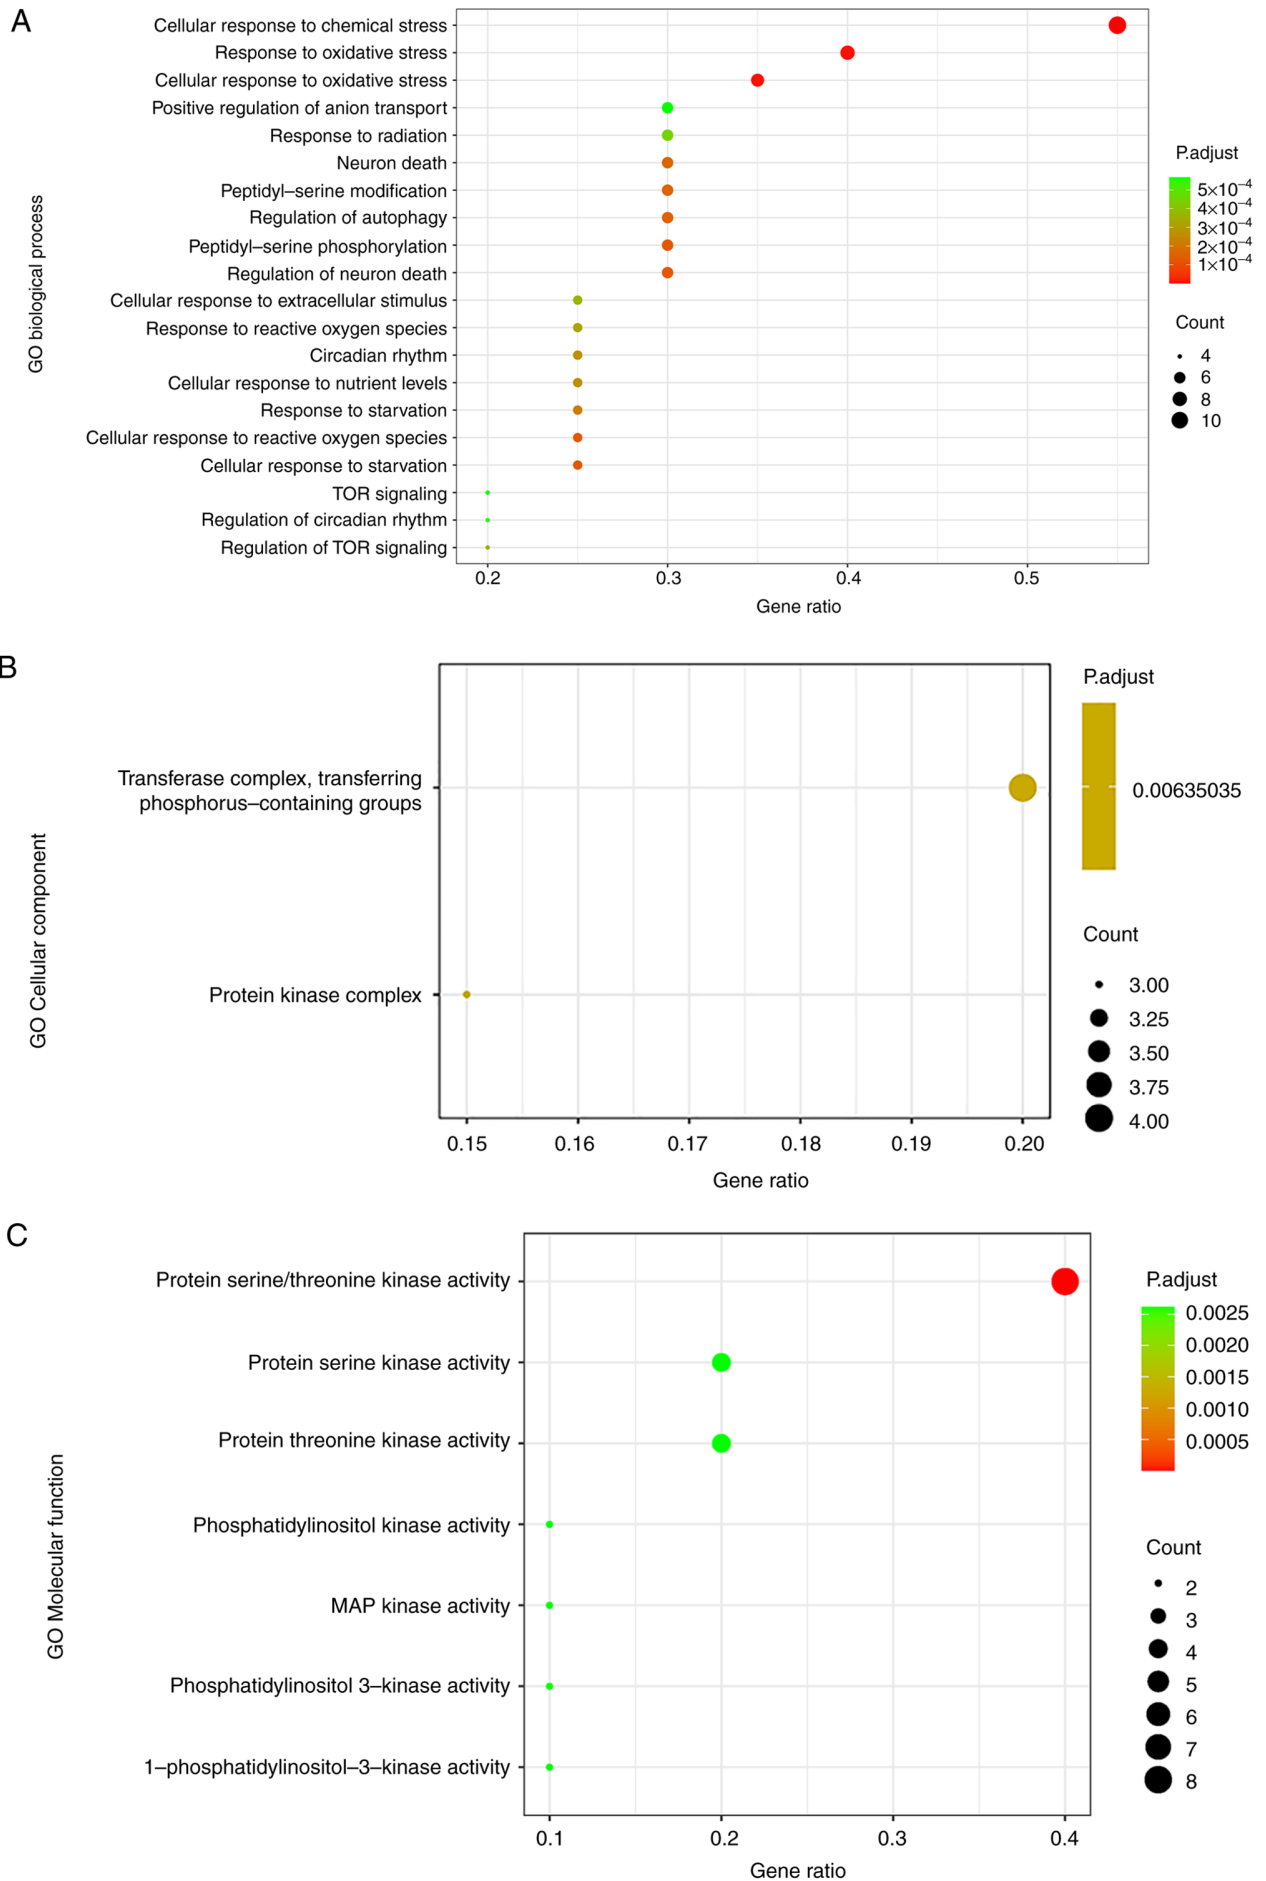 A
GO biological process
Cellular response to chemical stress
Response to oxidative stress
Cellular response to oxidative stress
Positive regulation of anion transport
Response to radiation
Neuron death
Peptidyl–serine modification
Regulation of autophagy
Peptidyl–serine phosphorylation
Regulation of neuron death
Cellular response to extracellular stimulus
Response to reactive oxygen species
Circadian rhythm
Cellular response to nutrient levels
Response to starvation
Cellular response to reactive oxygen species
Cellular response to starvation
TOR signaling
Regulation of circadian rhythm
Regulation of TOR signaling
0.2 0.3 0.4 0.5
Gene ratio
P.adjust
5×10⁻⁴
4×10⁻⁴
3×10⁻⁴
2×10⁻⁴
1×10⁻⁴
Count
4
6
8
10
B
GO Cellular component
Transferase complex, transferring
phosphorus–containing groups
Protein kinase complex
0.15 0.16 0.17 0.18 0.19 0.20
Gene ratio
P.adjust
0.00635035
Count
3.00
3.25
3.50
3.75
4.00
C
GO Molecular function
Protein serine/threonine kinase activity
Protein serine kinase activity
Protein threonine kinase activity
Phosphatidylinositol kinase activity
MAP kinase activity
Phosphatidylinositol 3–kinase activity
1–phosphatidylinositol–3–kinase activity
0.1 0.2 0.3 0.4
Gene ratio
P.adjust
0.0025
0.0020
0.0015
0.0010
0.0005
Count
2
3
4
5
6
7
8